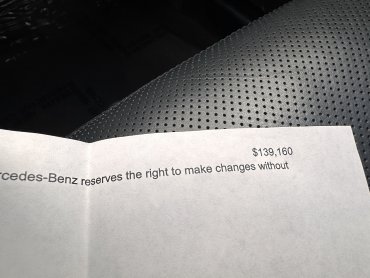 $139,160
rcedes-Benz reserves the right to make changes without